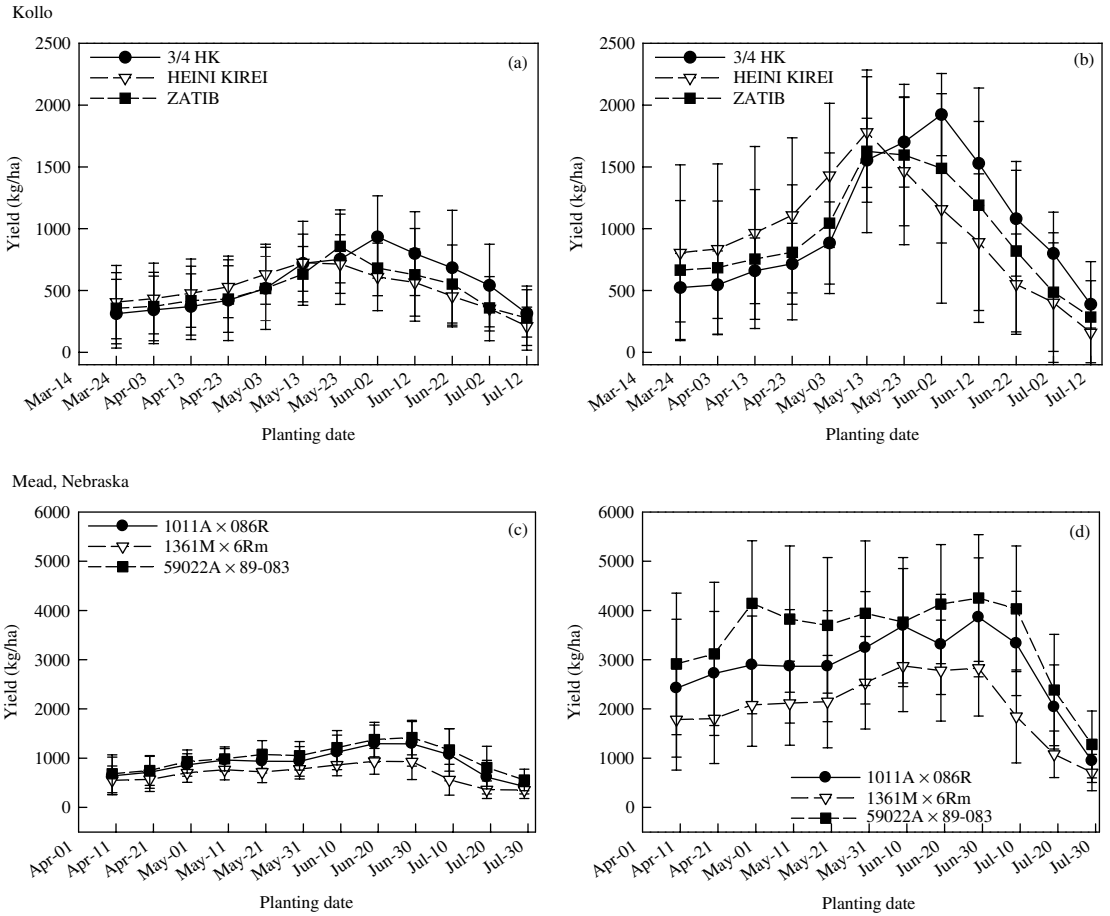 Kollo
2500
2000
1500
1000
500
0
Yield (kg/ha)
3/4 HK
HEINI KIREI
ZATIB
(a)
Mar-14
Mar-24
Apr-03
Apr-13
Apr-23
May-03
May-13
May-23
Jun-02
Jun-12
Jun-22
Jul-02
Jul-12
Planting date
2500
2000
1500
1000
500
0
Yield (kg/ha)
3/4 HK
HEINI KIREI
ZATIB
(b)
Mar-14
Mar-24
Apr-03
Apr-13
Apr-23
May-03
May-13
May-23
Jun-02
Jun-12
Jun-22
Jul-02
Jul-12
Planting date
Mead, Nebraska
6000
5000
4000
3000
2000
1000
0
Yield (kg/ha)
1011A × 086R
1361M × 6Rm
59022A × 89-083
(c)
Apr-01
Apr-11
Apr-21
May-01
May-11
May-21
May-31
Jun-10
Jun-20
Jun-30
Jul-10
Jul-20
Jul-30
Planting date
6000
5000
4000
3000
2000
1000
0
Yield (kg/ha)
(d)
1011A × 086R
1361M × 6Rm
59022A × 89-083
Apr-01
Apr-11
Apr-21
May-01
May-11
May-21
May-31
Jun-10
Jun-20
Jun-30
Jul-10
Jul-20
Jul-30
Planting date